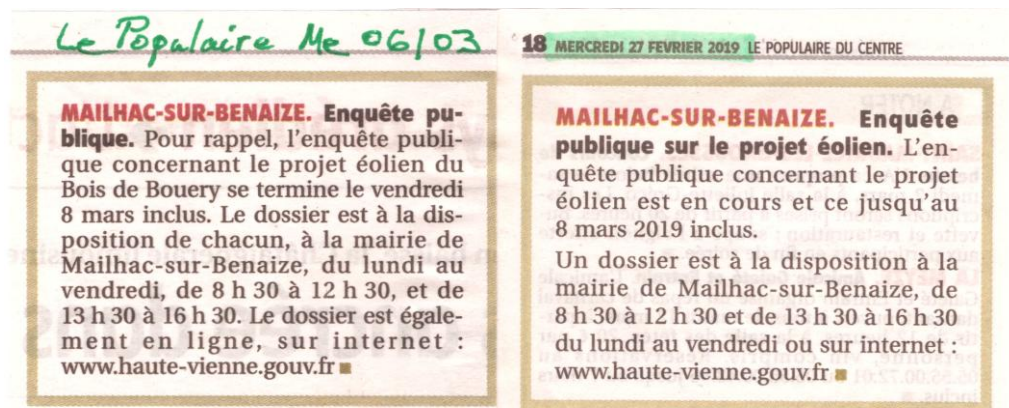 Le Populaire Me 06/03
MAILHAC-SUR-BENAIZE. Enquête pu-
blique. Pour rappel, l'enquête publi-
que concernant le projet éolien du
Bois de Bouery se termine le vendredi
8 mars inclus. Le dossier est à la dis-
position de chacun, à la mairie de
Mailhac-sur-Benaize, du lundi au
vendredi, de 8 h 30 à 12 h 30, et de
13 h 30 à 16 h 30. Le dossier est égale-
ment en ligne, sur internet :
www.haute-vienne.gouv.fr
18 MERCREDI 27 FEVRIER 2019 LE POPULAIRE DU CENTRE
MAILHAC-SUR-BENAIZE. Enquête
publique sur le projet éolien. L'en-
quête publique concernant le projet
éolien est en cours et ce jusqu'au
8 mars 2019 inclus.
Un dossier est à la disposition à la
mairie de Mailhac-sur-Benaize, de
8 h 30 à 12 h 30 et de 13 h 30 à 16 h 30
du lundi au vendredi ou sur internet :
www.haute-vienne.gouv.fr